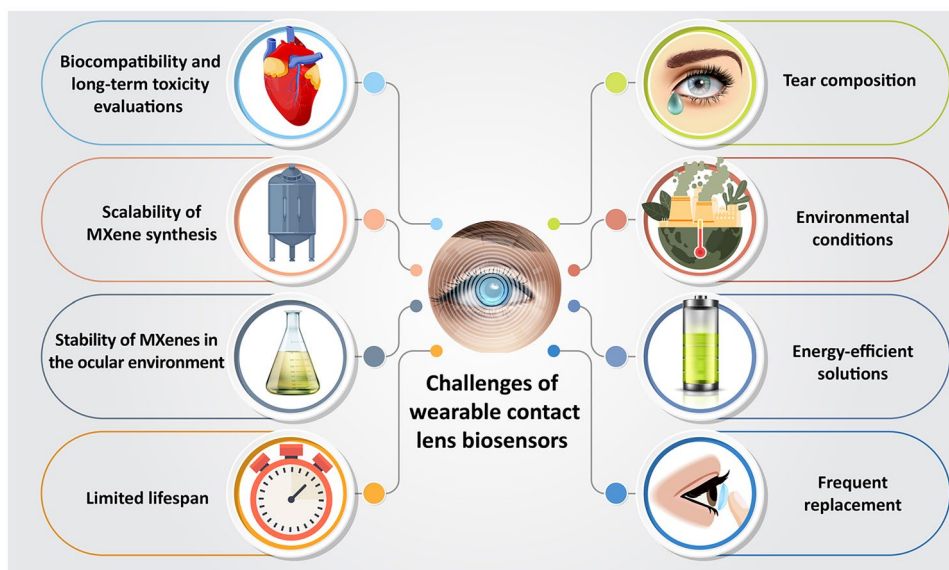 Biocompatibility and
long-term toxicity
evaluations
Scalability of
MXene synthesis
Stability of MXenes in
the ocular environment
Limited lifespan
Challenges of
wearable contact
lens biosensors
Tear composition
Environmental
conditions
Energy-efficient
solutions
Frequent
replacement